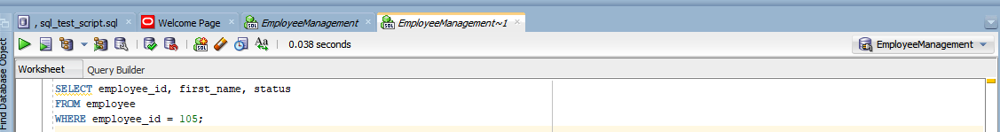 , sql_test_script.sql
Welcome Page
EmployeeManagement
EmployeeManagement~1
0.038 seconds
EmployeeManagement
Find Database Object
Worksheet
Query Builder
SELECT employee_id, first_name, status
FROM employee
WHERE employee_id = 105;